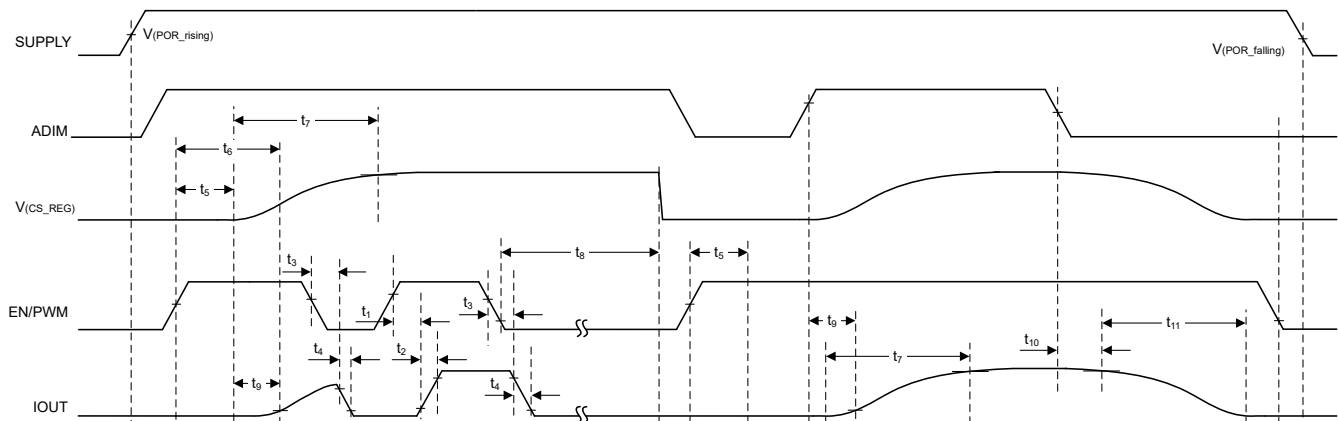 SUPPLY
V(POR_rising)
V(POR_falling)
ADIM
t7
t6
t5
V(CS_REG)
t8
t5
t3
EN/PWM
t1
t3
t9
t11
t4
t2
t4
t7
t10
t9
IOUT